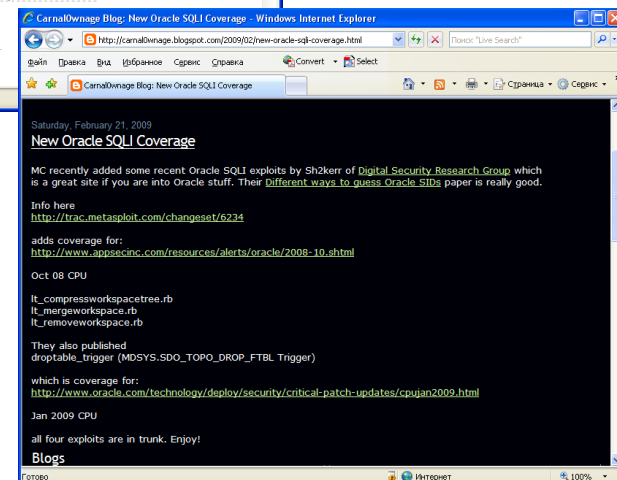 Carnal0wnage Blog: New Oracle SQLI Coverage - Windows Internet Explorer
http://carnal0wnage.blogspot.com/2009/02/new-oracle-sqli-coverage.html
Поиск "Live Search"
Файл Правка Вид Избранное Сервис Справка Convert Select
Carnal0wnage Blog: New Oracle SQLI Coverage
Страница Сервис
Saturday, February 21, 2009
New Oracle SQLI Coverage
MC recently added some recent Oracle SQLI exploits by Sh2kerr of Digital Security Research Group which
is a great site if you are into Oracle stuff. Their Different ways to guess Oracle SIDs paper is really good.
Info here
http://trac.metasploit.com/changeset/6234
adds coverage for:
http://www.appsecinc.com/resources/alerts/oracle/2008-10.shtml
Oct 08 CPU
lt_compressworkspacetree.rb
lt_mergeworkspace.rb
lt_removeworkspace.rb
They also published
droptable_trigger (MDSYS.SDO_TOPO_DROP_FTBL Trigger)
which is coverage for:
http://www.oracle.com/technology/deploy/security/critical-patch-updates/cpujan2009.html
Jan 2009 CPU
all four exploits are in trunk. Enjoy!
Blogs
Готово
Интернет
100%